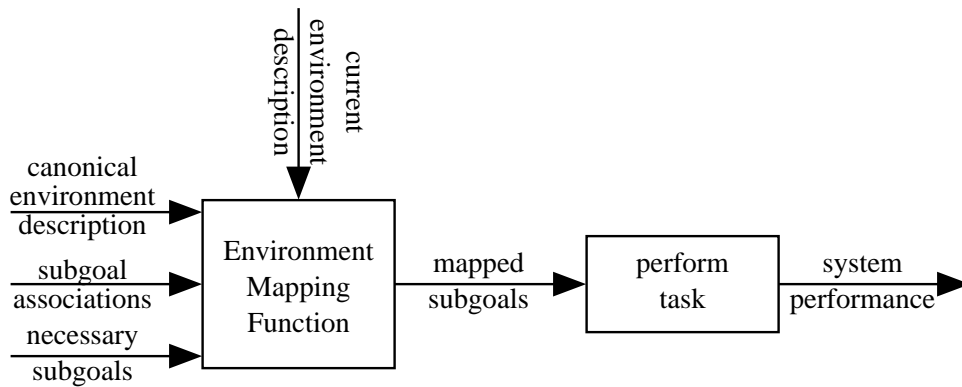 current
environment
description
canonical
environment
description
subgoal
associations
necessary
subgoals
Environment
Mapping
Function
mapped
subgoals
perform
task
system
performance